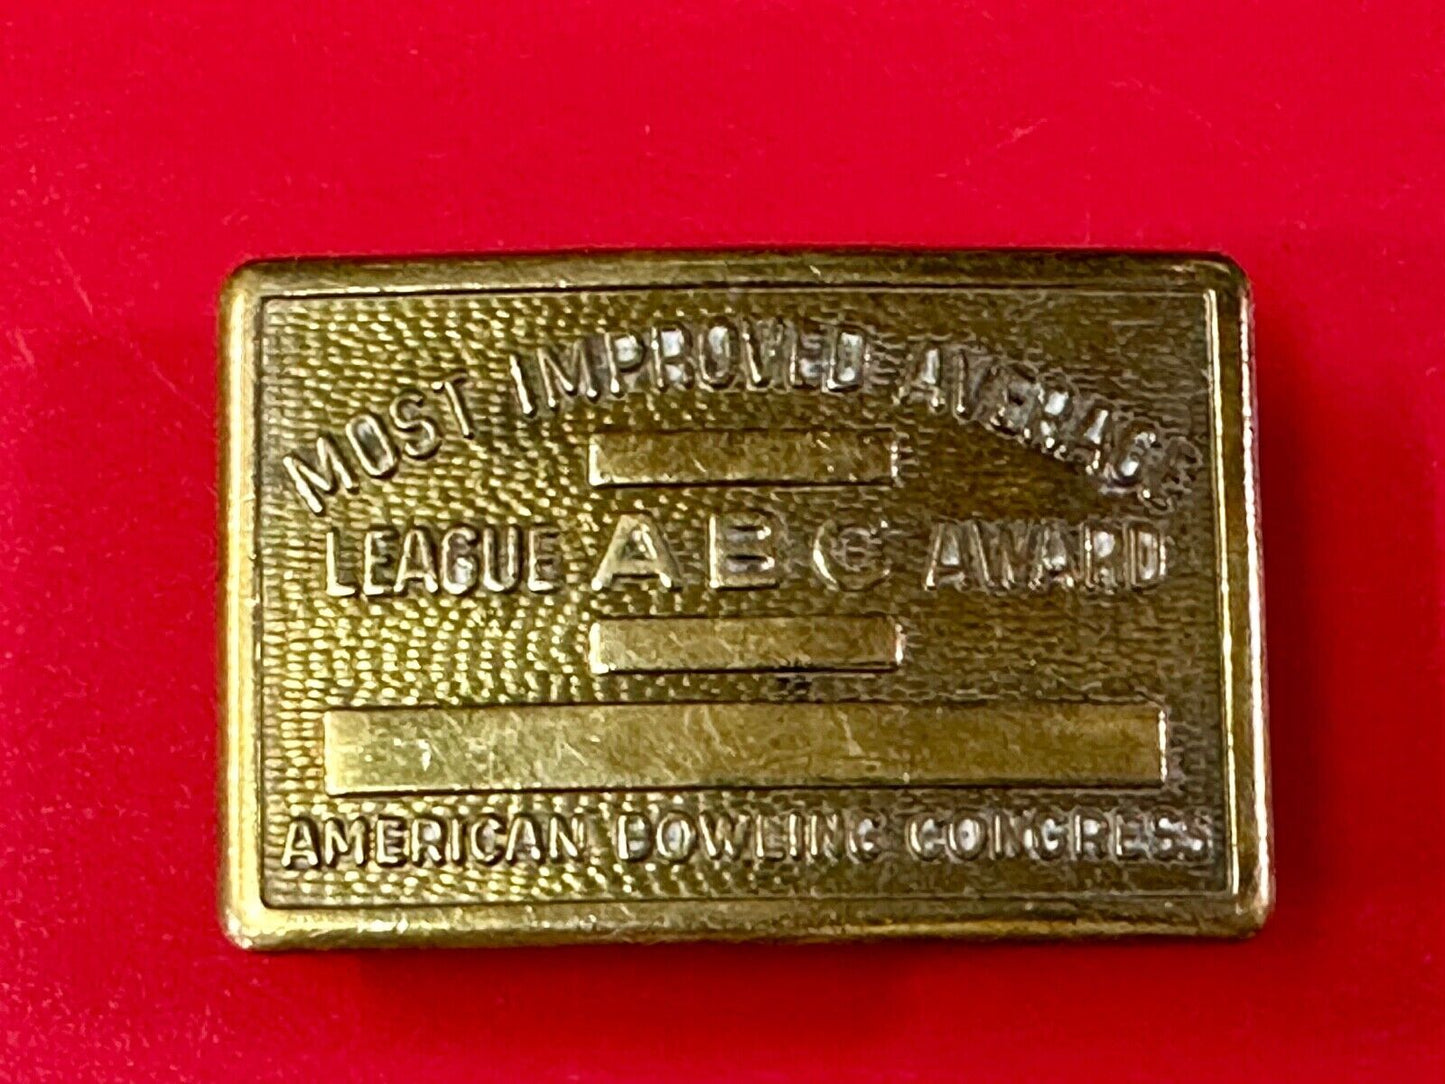 MOST IMPROVED AVERAGE
LEAGUE ABC AWARD
AMERICAN BOWLING CONGRESS